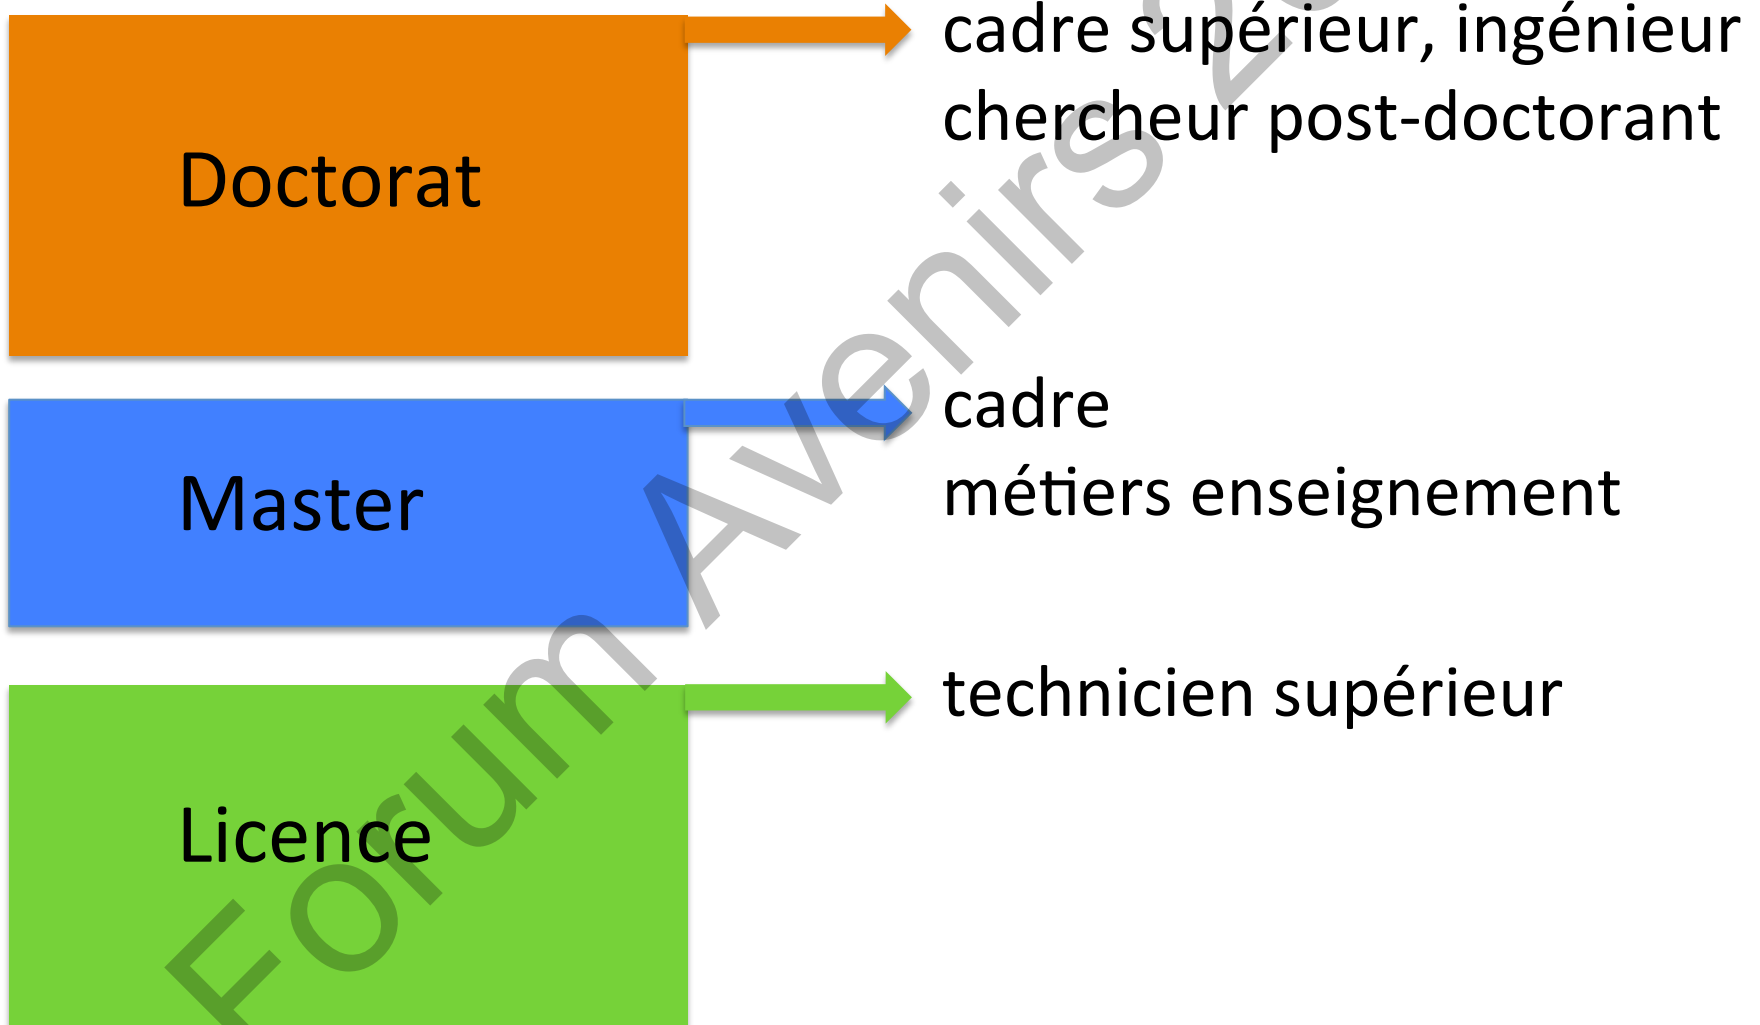 Doctorat
cadre supérieur, ingénieur
chercheur post-doctorant
Master
cadre
métiers enseignement
Licence
technicien supérieur
Forum Avenirs